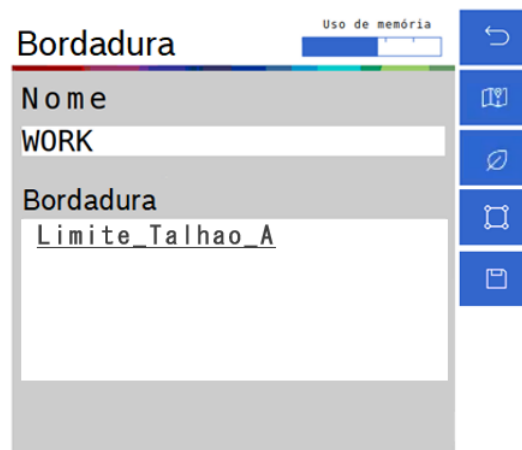 Uso de memória
Bordadura
Nome
WORK
Bordadura
Limite_Talhao_A